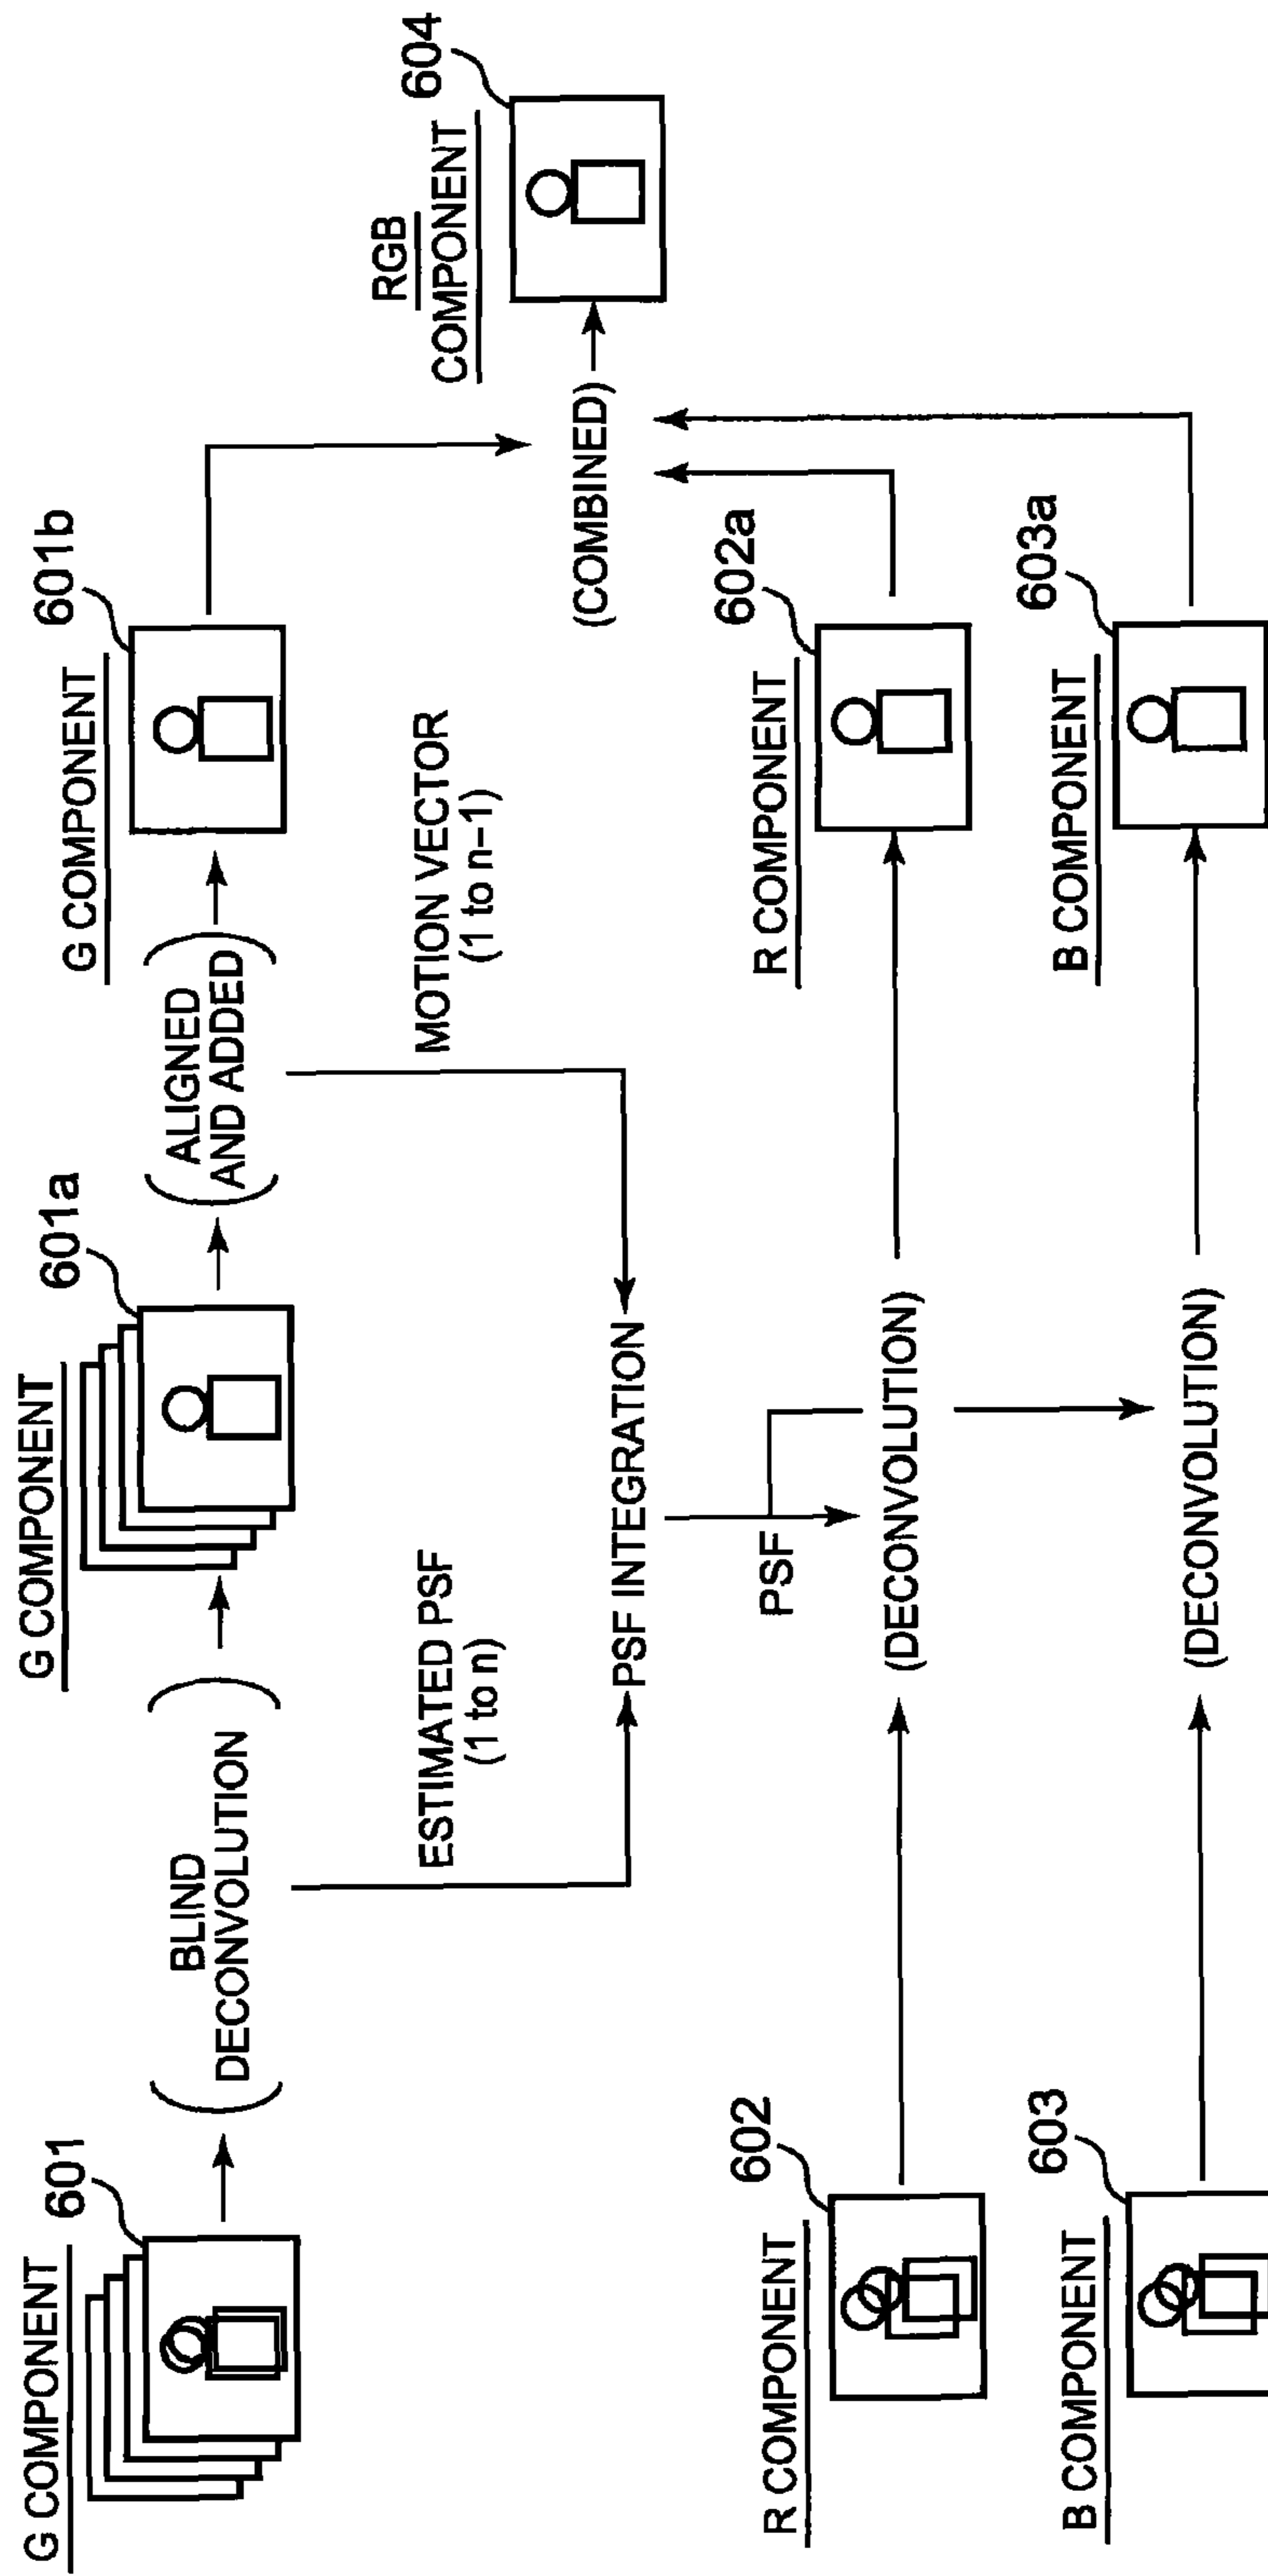 G COMPONENT
601
BLIND
DECONVOLUTION
G COMPONENT
601a
ALIGNED
AND ADDED
G COMPONENT
601b
ESTIMATED PSF
(1 to n)
MOTION VECTOR
(1 to n-1)
PSF INTEGRATION
PSF
(COMBINED)
RGB
COMPONENT
604
R COMPONENT
602
(DECONVOLUTION)
R COMPONENT
602a
B COMPONENT
603
(DECONVOLUTION)
B COMPONENT
603a